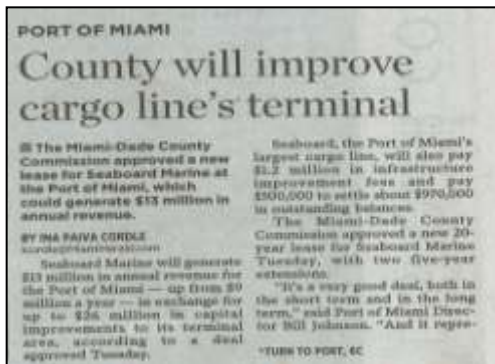 PORT OF MIAMI
County will improve
cargo line's terminal
The Miami-Dade County
Commission approved a new
lease for Seaboard Marine at
the Port of Miami, which
could generate $13 million in
annual revenue.
BY INA PAIVA CORDLE
Seaboard Marine will generate
$13 million in annual revenue for
the Port of Miami — up from $9
million a year — in exchange for
up to $26 million in capital
improvements to its terminal
area, according to a deal
approved Tuesday.
Seaboard, the Port of Miami's
largest cargo line, will also pay
$1.2 million in infrastructure
improvement fees and pay
$500,000 to settle about $970,000
in outstanding balances.
The Miami-Dade County
Commission approved a new 20-
year lease for Seaboard Marine
Tuesday, with two five-year
extensions.
"It's a very good deal, both in
the short term and in the long
term," said Port of Miami Direc-
tor Bill Johnson. "And it repre-
*TURN TO PORT, 6C